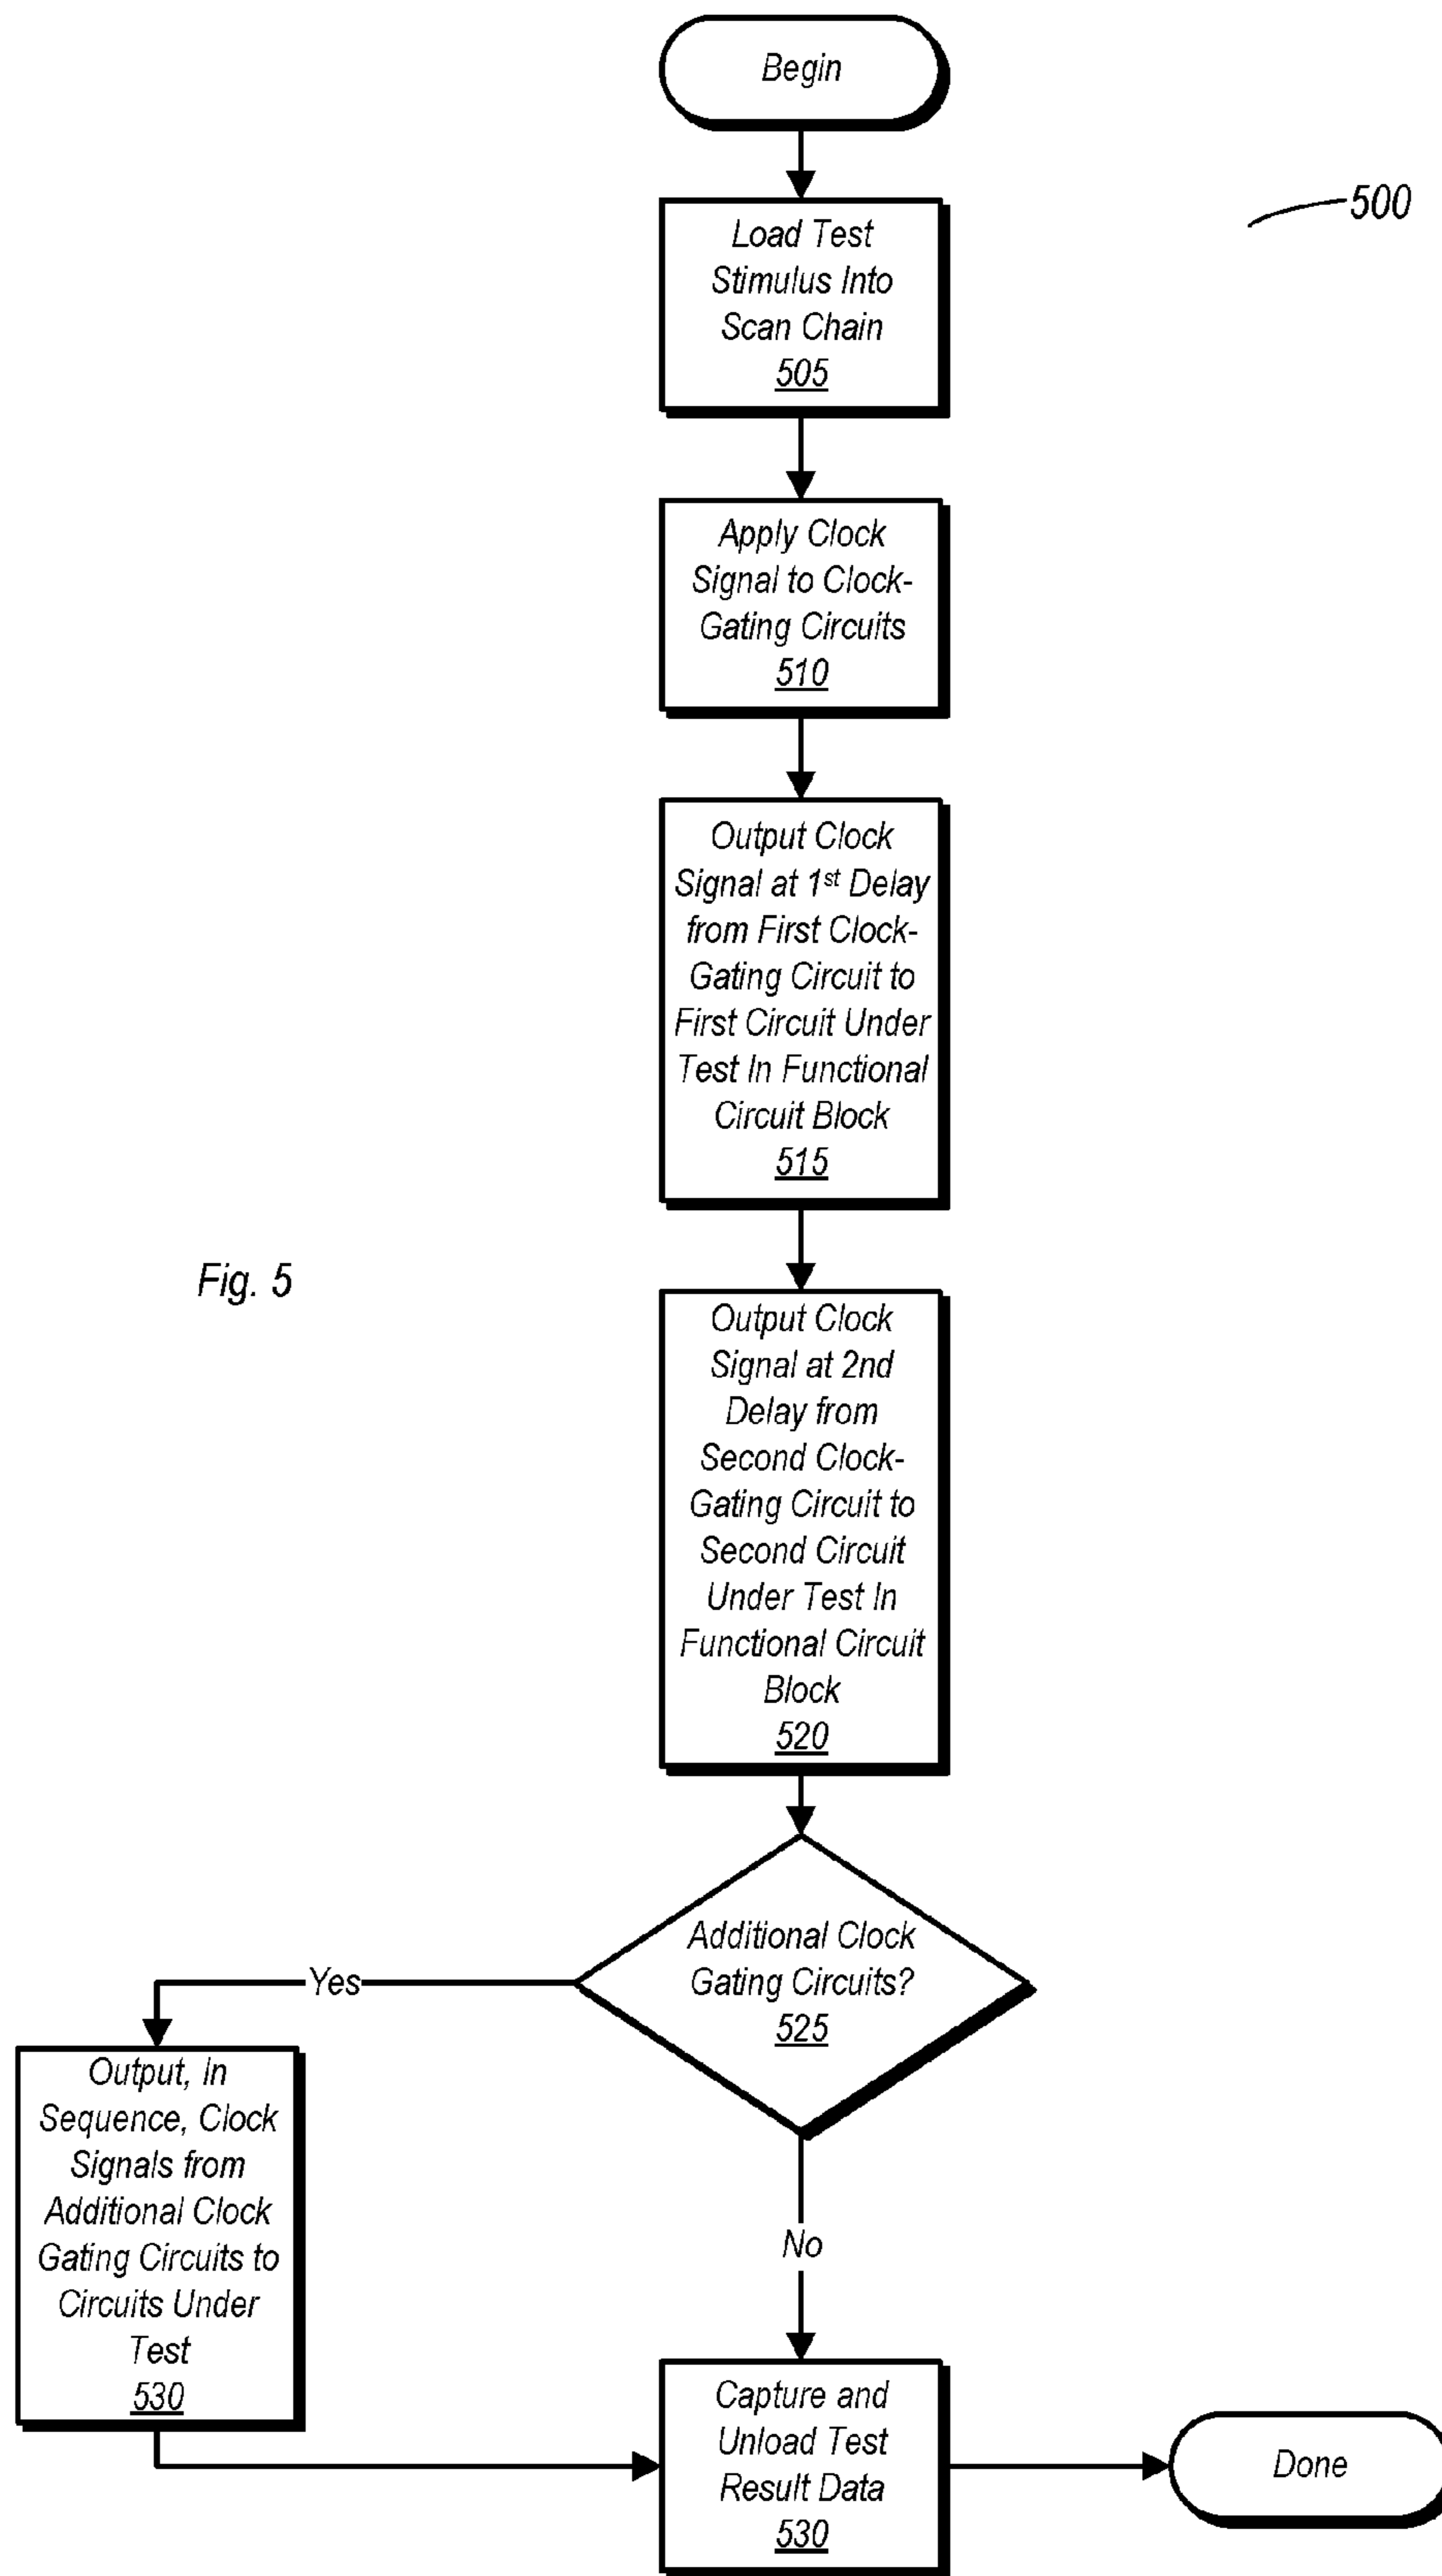 Begin
500
Load Test
Stimulus Into
Scan Chain
505
Apply Clock
Signal to Clock-
Gating Circuits
510
Output Clock
Signal at 1st Delay
from First Clock-
Gating Circuit to
First Circuit Under
Test In Functional
Circuit Block
515
Fig. 5
Output Clock
Signal at 2nd
Delay from
Second Clock-
Gating Circuit to
Second Circuit
Under Test In
Functional Circuit
Block
520
Additional Clock
Gating Circuits?
525
Yes
Output, In
Sequence, Clock
Signals from
Additional Clock
Gating Circuits to
Circuits Under
Test
530
No
Capture and
Unload Test
Result Data
530
Done